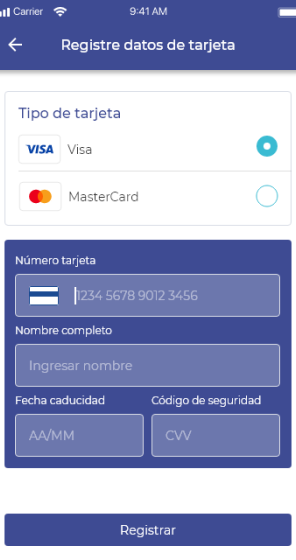 Carrier 9:41 AM
Registre datos de tarjeta
Tipo de tarjeta
VISA Visa
MasterCard
Número tarjeta
1234 5678 9012 3456
Nombre completo
Ingresar nombre
Fecha caducidad Código de seguridad
AA/MM CVV
Registrar